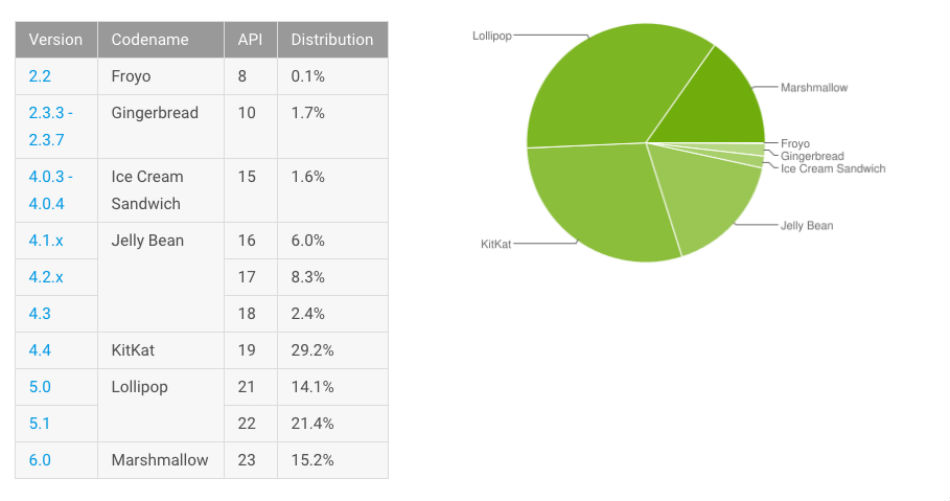 Version Codename API Distribution
2.2 Froyo 8 0.1%
2.3.3 - Gingerbread 10 1.7%
2.3.7
4.0.3 - Ice Cream 15 1.6%
4.0.4 Sandwich
4.1.x Jelly Bean 16 6.0%
4.2.x 17 8.3%
4.3 18 2.4%
4.4 KitKat 19 29.2%
5.0 Lollipop 21 14.1%
5.1 22 21.4%
6.0 Marshmallow 23 15.2%
Lollipop
Marshmallow
Froyo
Gingerbread
Ice Cream Sandwich
Jelly Bean
KitKat